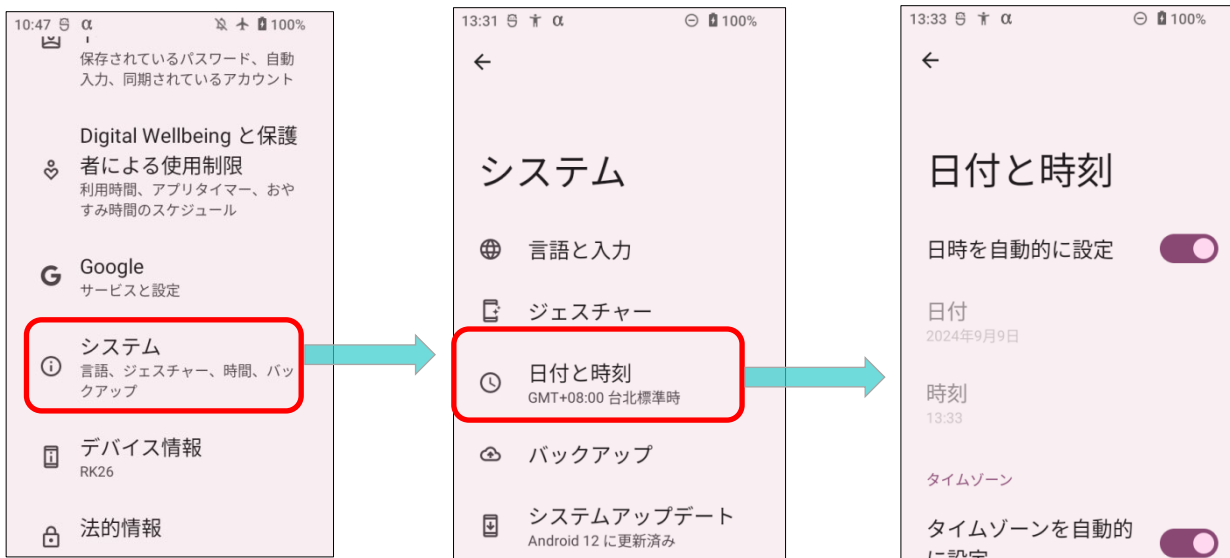 10:47 α 100%
保存されているパスワード、自動
入力、同期されているアカウント
Digital Wellbeing と保護
者による使用制限
利用時間、アプリタイマー、おや
すみ時間のスケジュール
G Google
サービスと設定
システム
言語、ジェスチャー、時間、バッ
クアップ
デバイス情報
RK26
法的情報
13:31 α 100%
システム
言語と入力
ジェスチャー
日付と時刻
GMT+08:00 台北標準時
バックアップ
システムアップデート
Android 12 に更新済み
13:33 α 100%
日付と時刻
日時を自動的に設定
日付
2024年9月9日
時刻
13:33
タイムゾーン
タイムゾーンを自動的
に設定